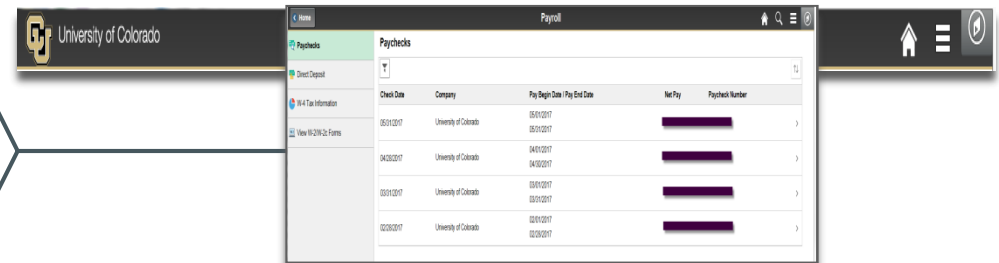 University of Colorado
Home
Payroll
Paychecks
Direct Deposit
W-4 Tax Information
View W-2/W-2c Forms
Paychecks
Check Date Company Pay Begin Date / Pay End Date Net Pay Paycheck Number
05/31/2017 University of Colorado 05/01/2017
05/31/2017
04/28/2017 University of Colorado 04/01/2017
04/30/2017
03/31/2017 University of Colorado 03/01/2017
03/31/2017
02/28/2017 University of Colorado 02/01/2017
02/28/2017